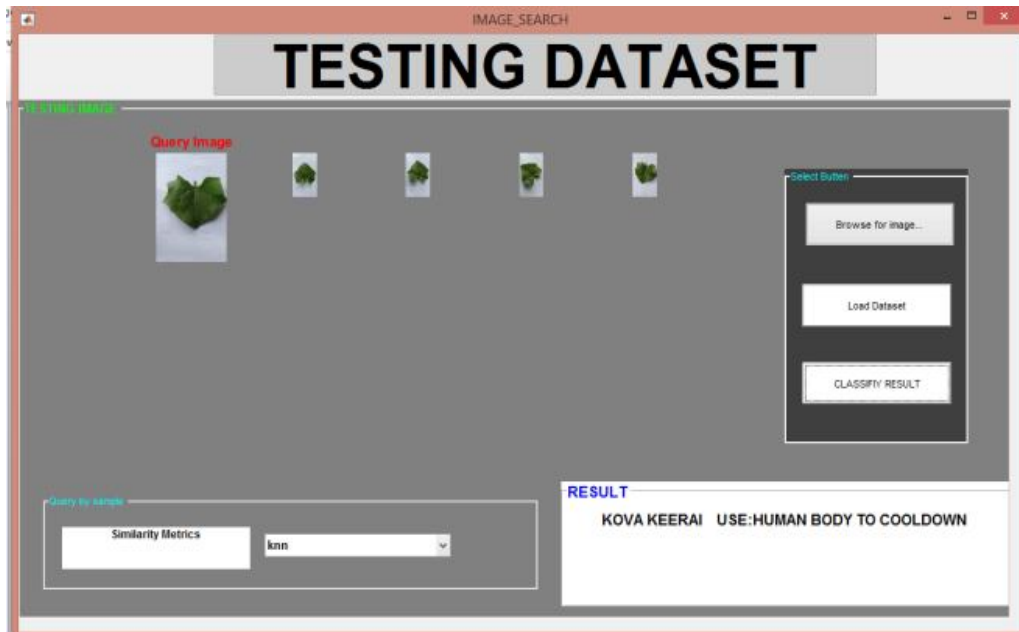 IMAGE_SEARCH
TESTING DATASET
TESTING IMAGE
Query Image
Select Butten
Browse for image...
Load Dataset
CLASSIFIY RESULT
Query by sample
Similarity Metrics
knn
RESULT
KOVA KEERAI USE:HUMAN BODY TO COOLDOWN